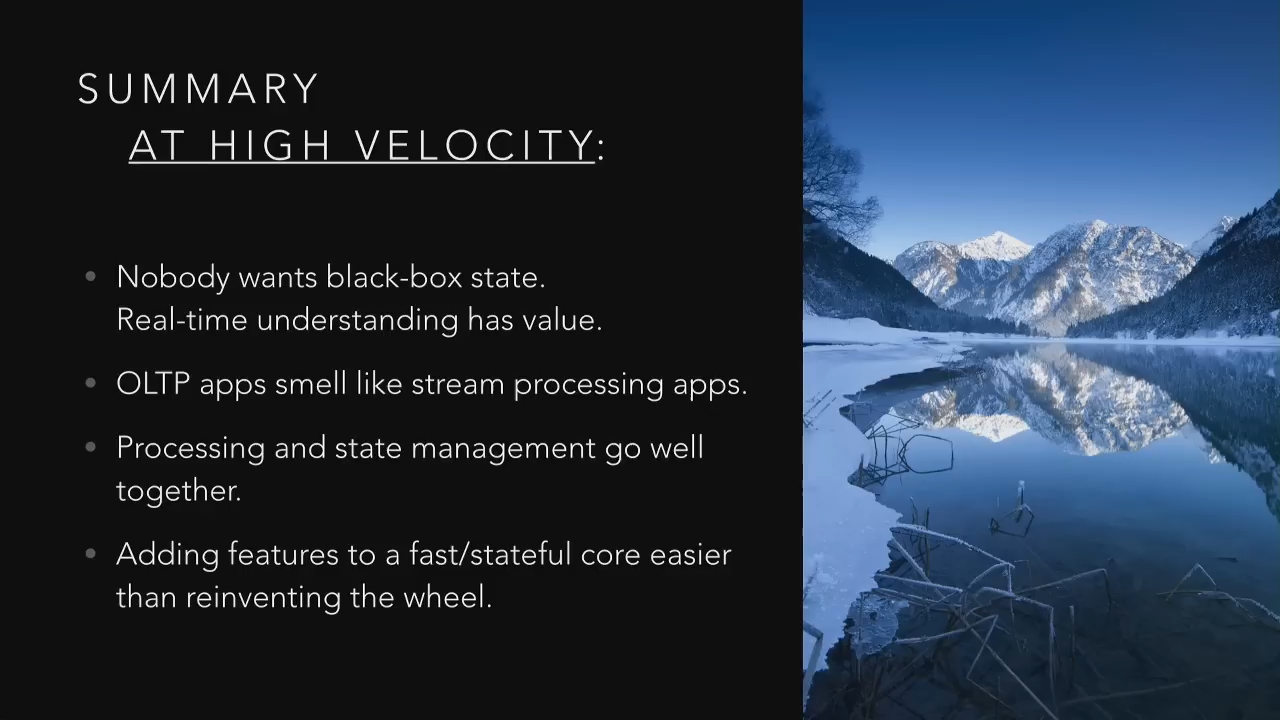 SUMMARY
AT HIGH VELOCITY:
• Nobody wants black-box state.
Real-time understanding has value.
• OLTP apps smell like stream processing apps.
• Processing and state management go well
together.
• Adding features to a fast/stateful core easier
than reinventing the wheel.